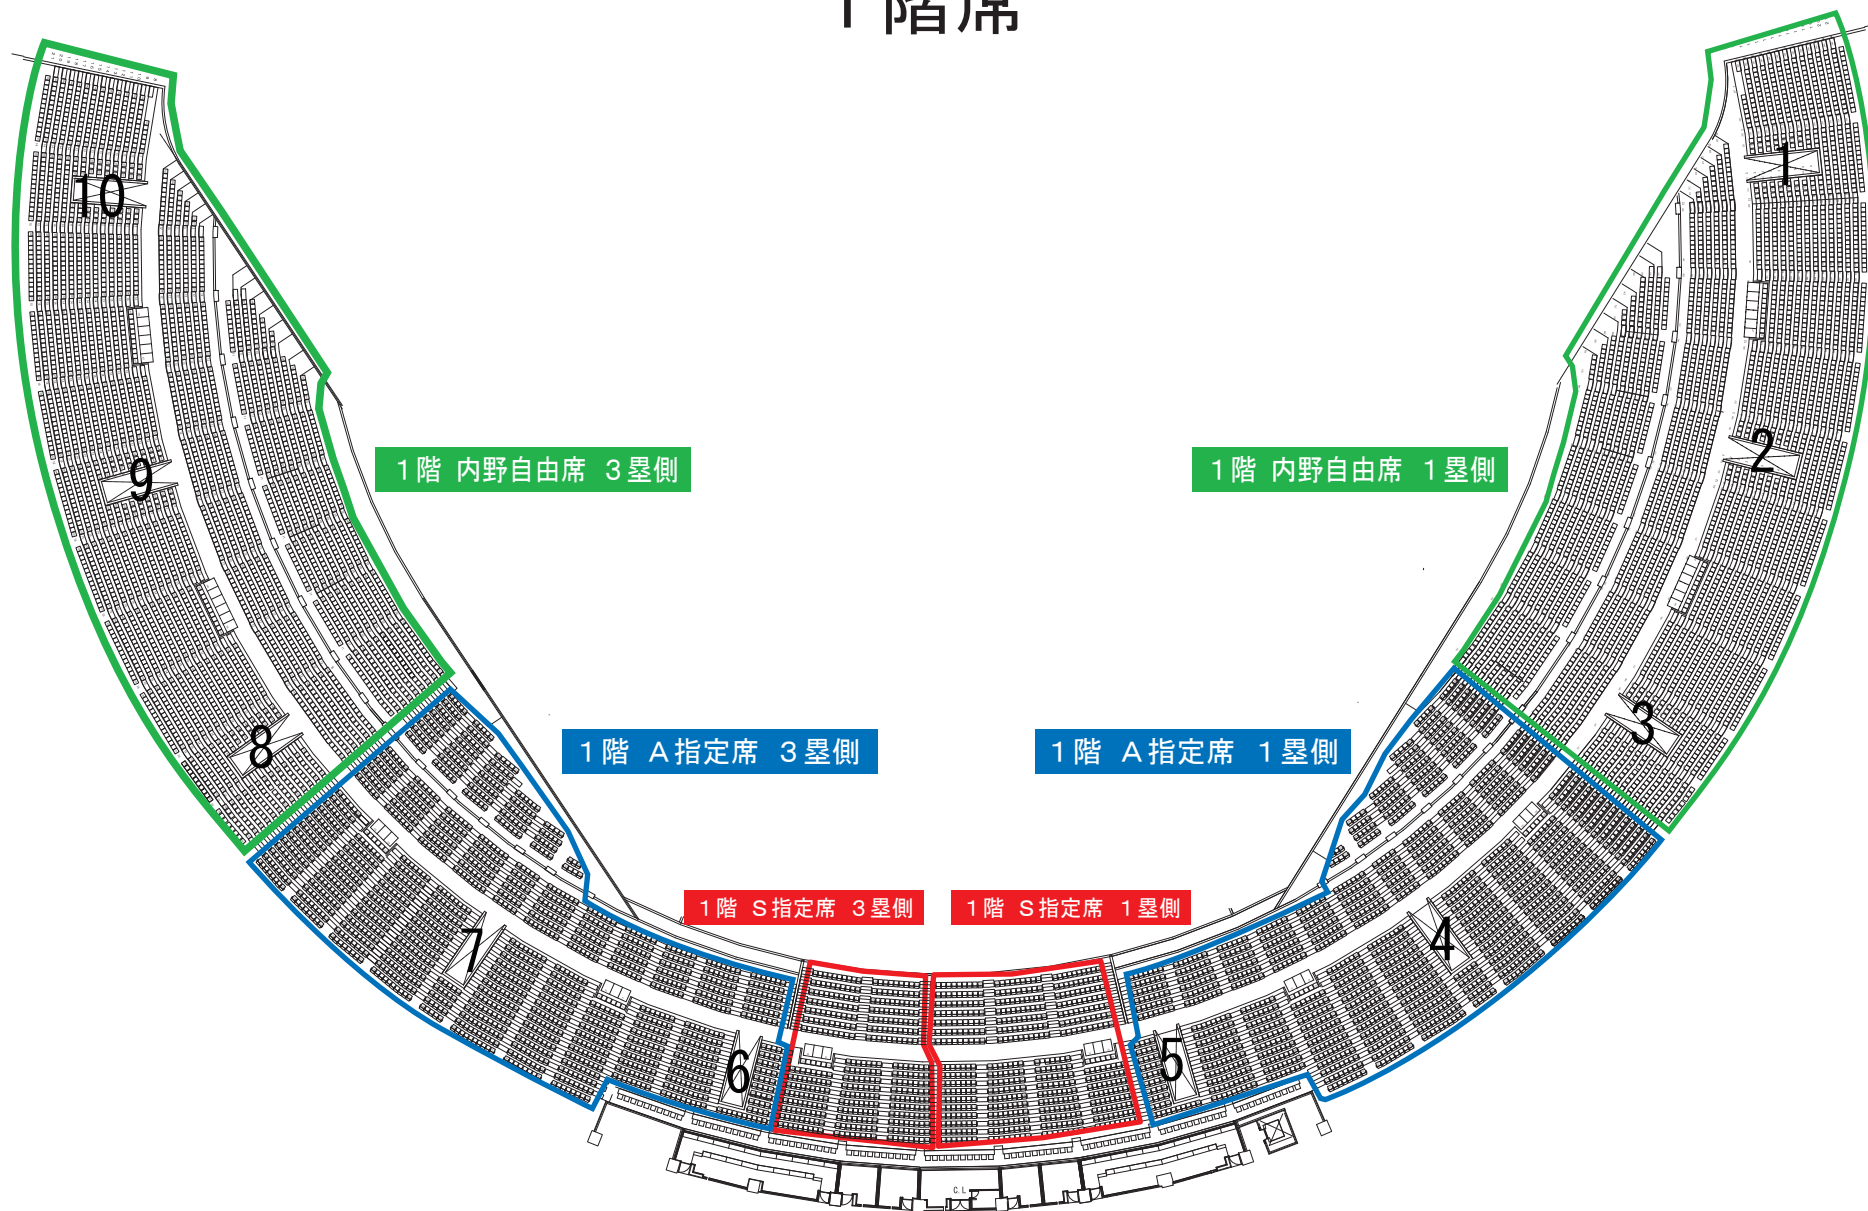 1階席
10
1
9
2
1階 内野自由席 3塁側
1階 内野自由席 1塁側
8
3
1階 A指定席 3塁側
1階 A指定席 1塁側
1階 S指定席 3塁側
1階 S指定席 1塁側
7
4
6
5
C.L